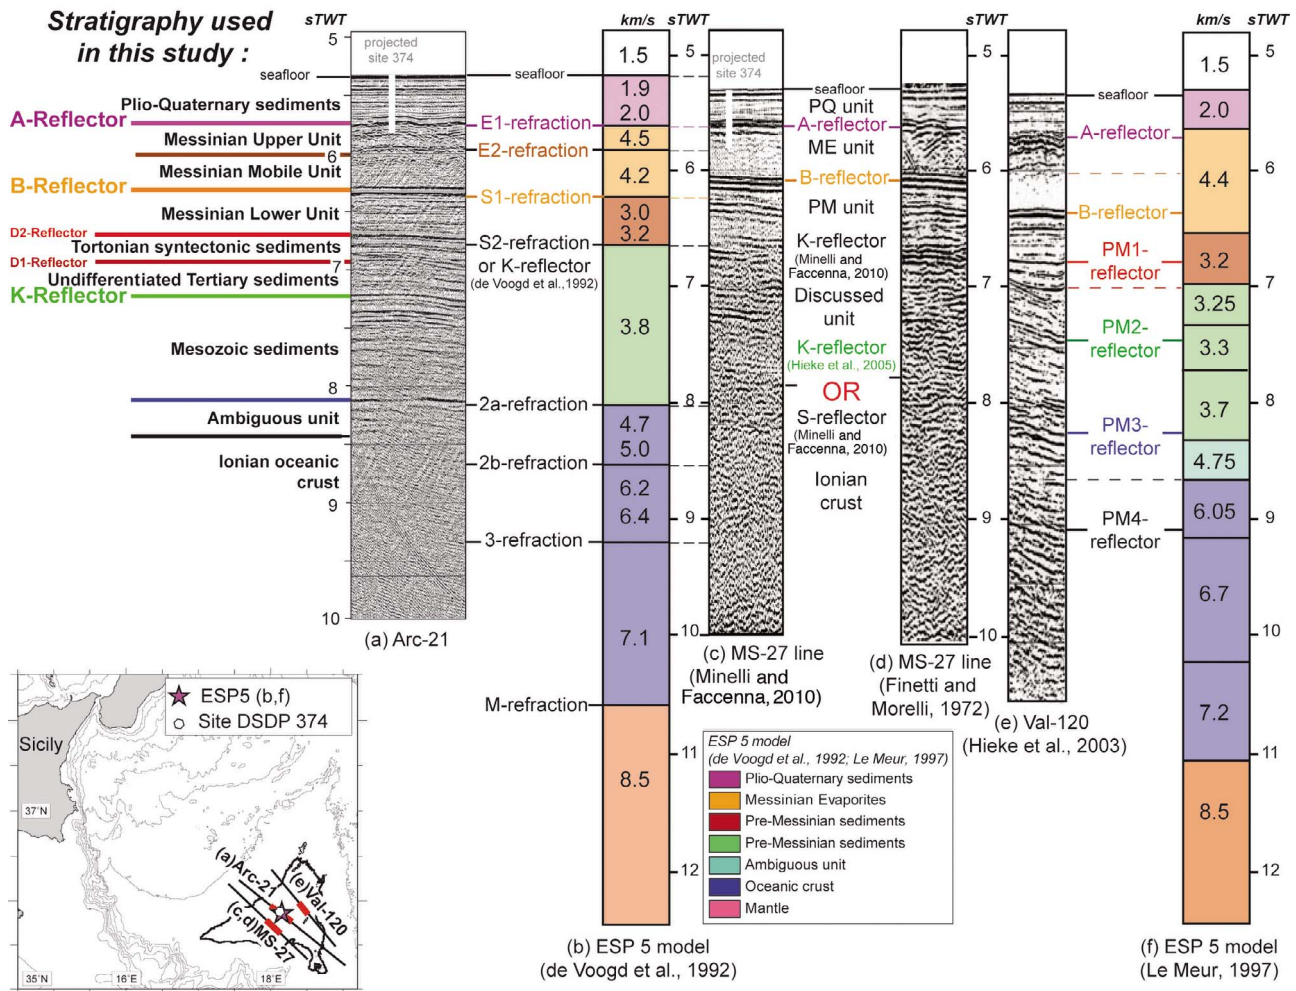 Stratigraphy used
in this study :
sTWT
5
6
7
8
9
10
seafloor
Plio-Quaternary sediments
A-Reflector
Messinian Upper Unit
Messinian Mobile Unit
B-Reflector
Messinian Lower Unit
D2-Reflector
Tortonian syntectonic sediments
D1-Reflector
Undifferentiated Tertiary sediments
K-Reflector
Mesozoic sediments
Ambiguous unit
Ionian oceanic
crust
projected
site 374
(a) Arc-21
seafloor
E1-refraction
E2-refraction
S1-refraction
S2-refraction
or K-reflector
(de Voogd et al.,1992)
2a-refraction
2b-refraction
3-refraction
M-refraction
km/s
1.5
1.9
2.0
4.5
4.2
3.0
3.2
3.8
4.7
5.0
6.2
6.4
7.1
8.5
(b) ESP 5 model
(de Voogd et al., 1992)
sTWT
5
6
7
8
9
10
11
12
projected
site 374
(c) MS-27 line
(Minelli and
Faccenna, 2010)
seafloor
PQ unit
A-reflector
ME unit
B-reflector
PM unit
K-reflector
(Minelli and
Faccenna, 2010)
Discussed
unit
K-reflector
(Hieke et al., 2005)
OR
S-reflector
(Minelli and
Faccenna, 2010)
Ionian
crust
(d) MS-27 line
(Finetti and
Morelli, 1972)
sTWT
5
6
7
8
9
10
(e) Val-120
(Hieke et al., 2003)
seafloor
A-reflector
B-reflector
PM1-
reflector
PM2-
reflector
PM3-
reflector
PM4-
reflector
km/s
1.5
2.0
4.4
3.2
3.25
3.3
3.7
4.75
6.05
6.7
7.2
8.5
sTWT
5
6
7
8
9
10
11
12
(f) ESP 5 model
(Le Meur, 1997)
ESP 5 model
(de Voogd et al., 1992; Le Meur, 1997)
Plio-Quaternary sediments
Messinian Evaporites
Pre-Messinian sediments
Pre-Messinian sediments
Ambiguous unit
Oceanic crust
Mantle
ESP5 (b,f)
Site DSDP 374
Sicily
37°N
35°N
16°E
18°E
(a)Arc-21
(e)Val-120
(c,d)MS-27